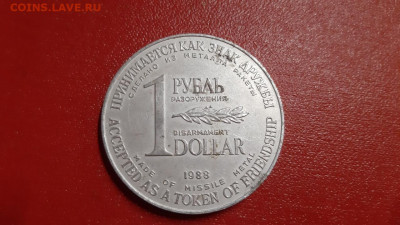 COINS.LAVE.RU
ПРИНИМАЕТСЯ КАК ЗНАК ДРУЖБЫ
СДЕЛАНО ИЗ МЕТАЛЛА РАКЕТЫ
1 РУБЛЬ
РАЗОРУЖЕНИЯ
DISARMAMENT
DOLLAR
1988
MADE OF MISSILE METAL
ACCEPTED AS A TOKEN OF FRIENDSHIP